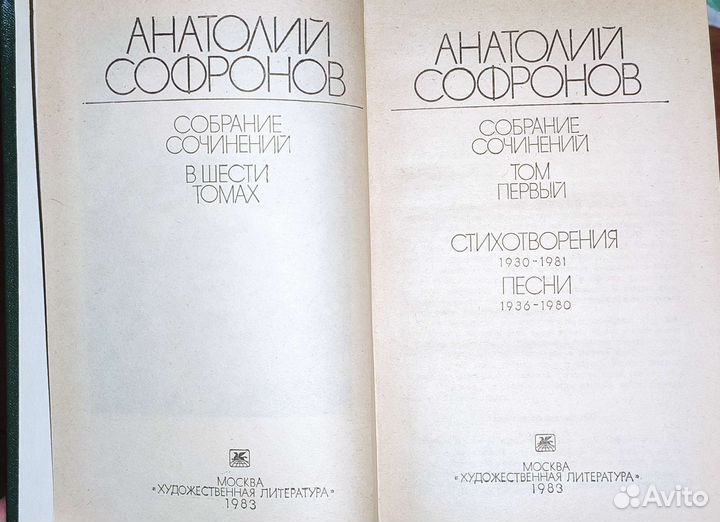 АНАТОЛИЙ
СОФРОНОВ
СОБРАНИЕ
СОЧИНЕНИЙ
В ШЕСТИ
ТОМАХ
МОСКВА
«ХУДОЖЕСТВЕННАЯ ЛИТЕРАТУРА»
1983
АНАТОЛИЙ
СОФРОНОВ
СОБРАНИЕ
СОЧИНЕНИЙ
ТОМ
ПЕРВЫЙ
СТИХОТВОРЕНИЯ
1930-1981
ПЕСНИ
1936-1980
МОСКВА
«ХУДОЖЕСТВЕННАЯ ЛИТЕРАТУРА»
1983
Avito